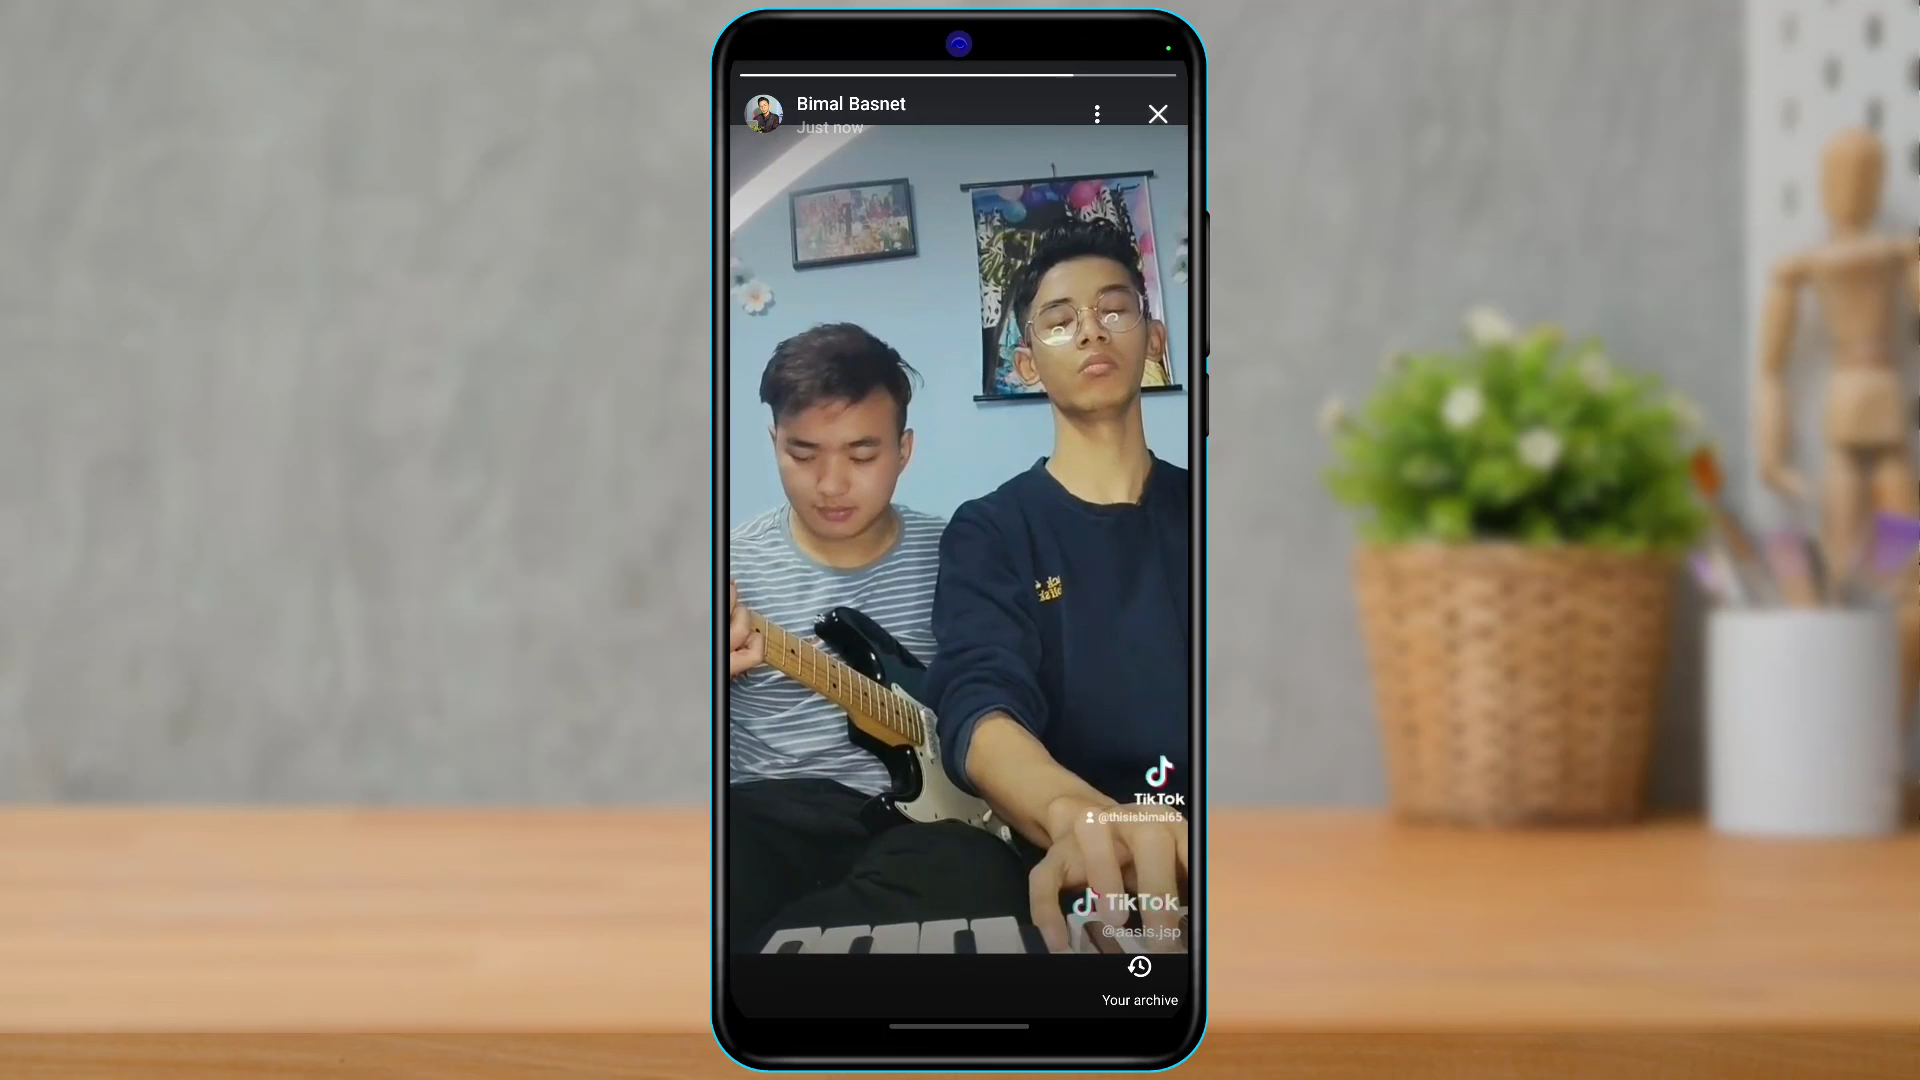 Bimal Basnet
Just now
TikTok
@thisisbimal65
TikTok
@aasis.jsp
Your archive